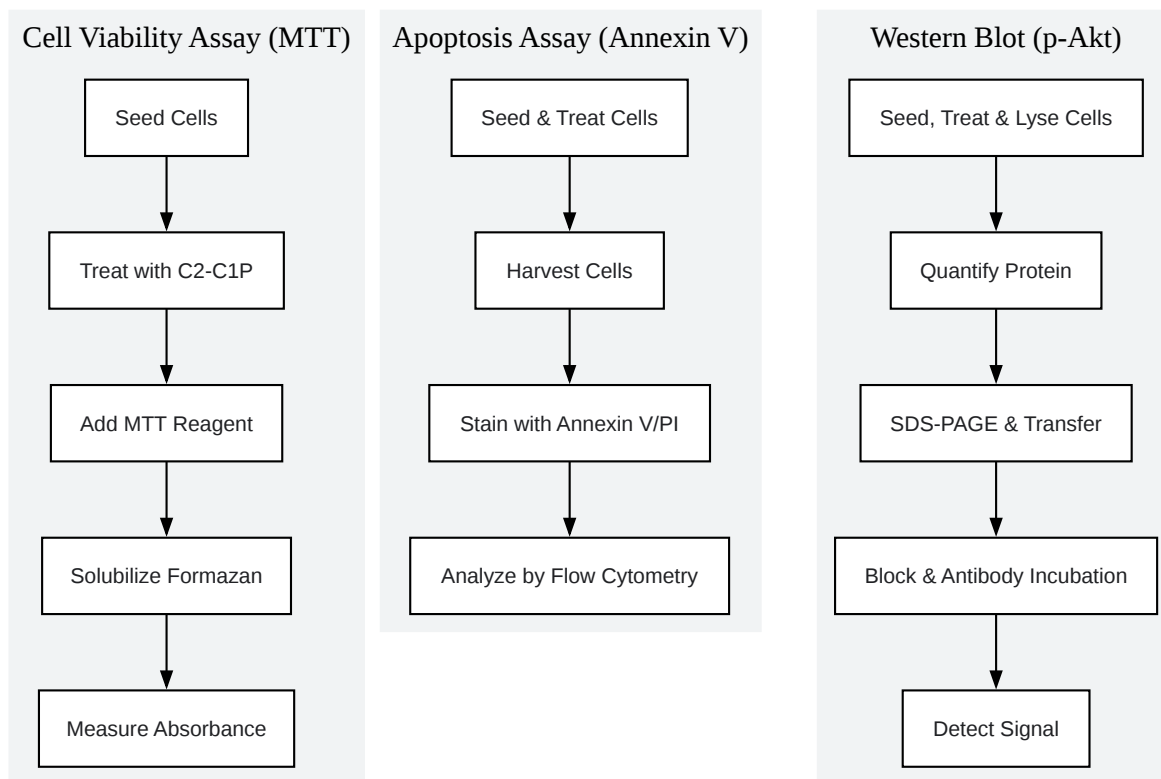 Cell Viability Assay (MTT)
Seed Cells
Treat with C2-C1P
Add MTT Reagent
Solubilize Formazan
Measure Absorbance
Apoptosis Assay (Annexin V)
Seed & Treat Cells
Harvest Cells
Stain with Annexin V/PI
Analyze by Flow Cytometry
Western Blot (p-Akt)
Seed, Treat & Lyse Cells
Quantify Protein
SDS-PAGE & Transfer
Block & Antibody Incubation
Detect Signal